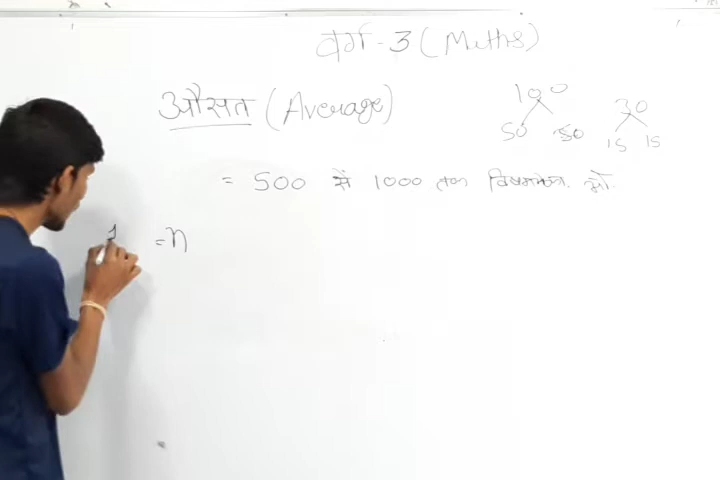 वर्ग - 3 ( Maths )
औसत ( Average )
100
50 50
30
15 15
= 500 से 1000 तक
= n